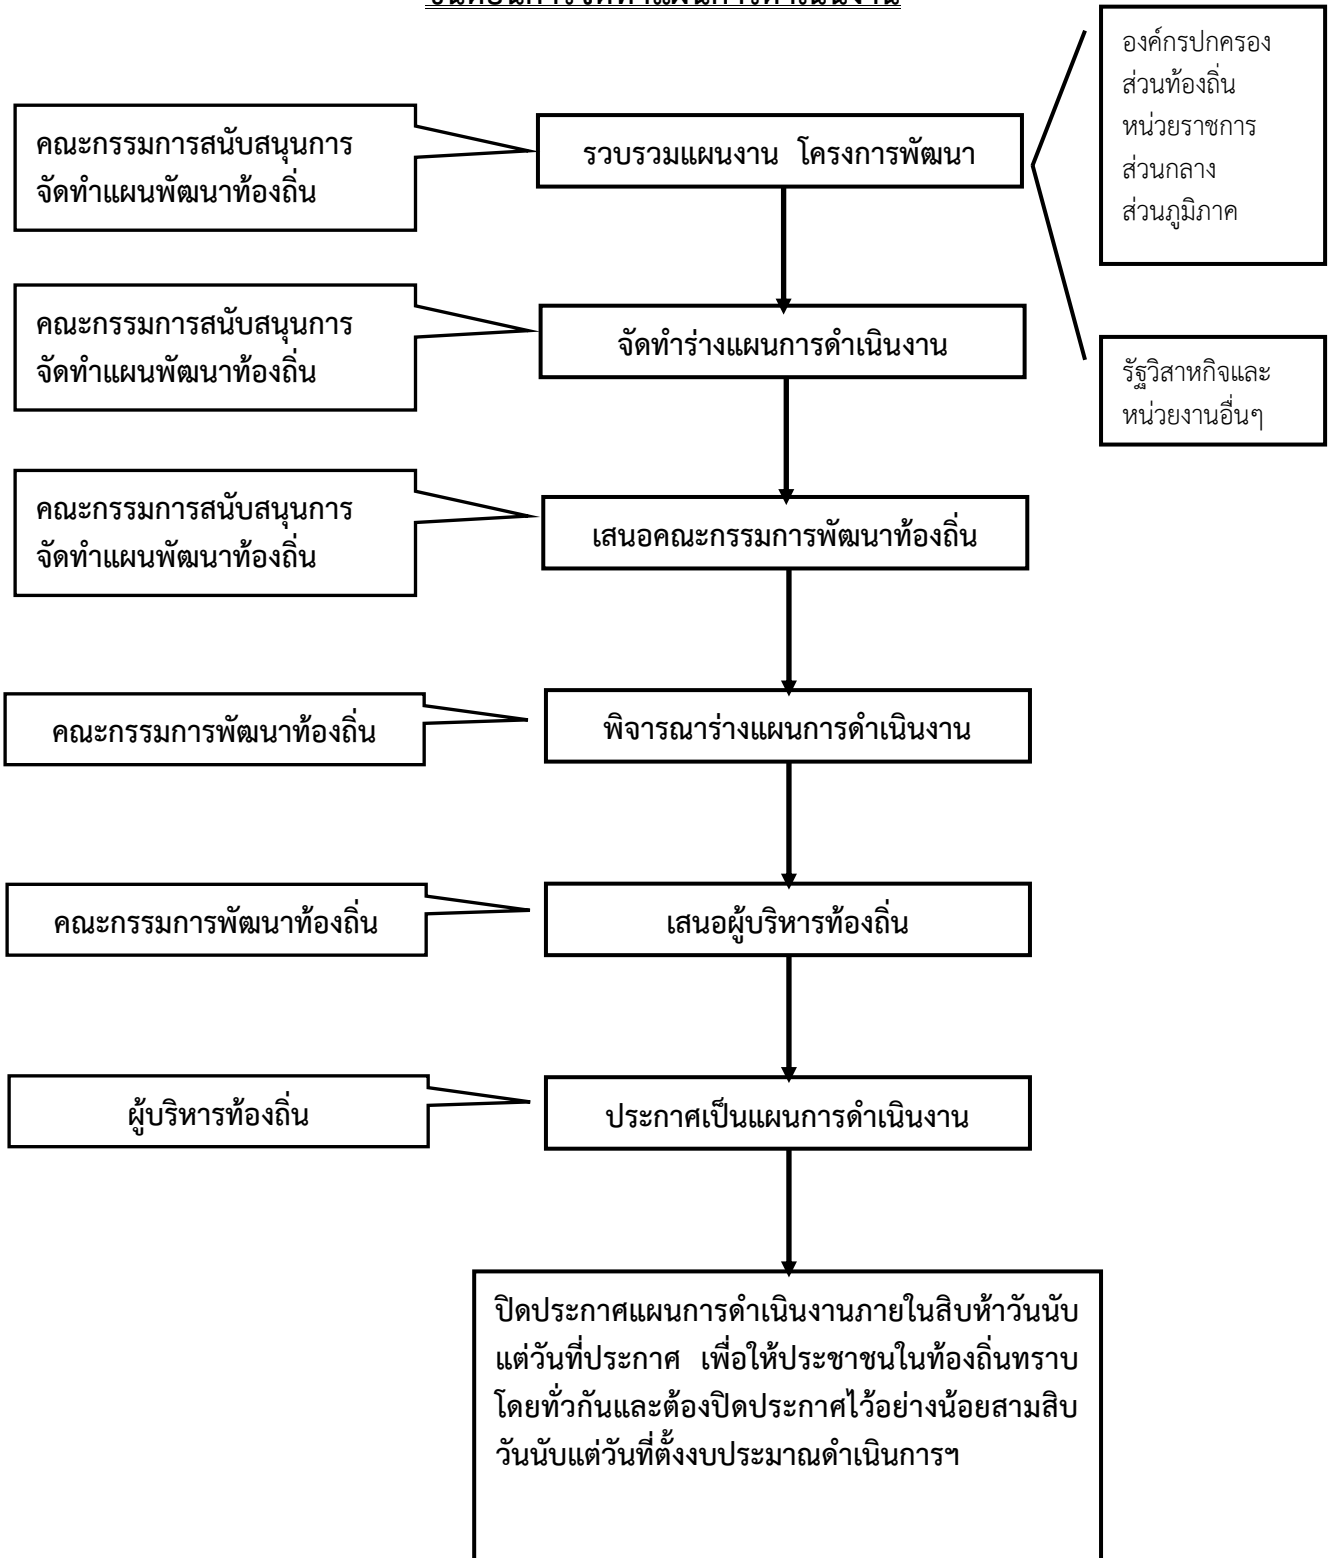 องค์กรปกครอง
ส่วนท้องถิ่น
หน่วยราชการ
ส่วนกลาง
ส่วนภูมิภาค
คณะกรรมการสนับสนุนการ
จัดทำแผนพัฒนาท้องถิ่น
รวบรวมแผนงาน โครงการพัฒนา
คณะกรรมการสนับสนุนการ
จัดทำแผนพัฒนาท้องถิ่น
จัดทำร่างแผนการดำเนินงาน
รัฐวิสาหกิจและ
หน่วยงานอื่นๆ
คณะกรรมการสนับสนุนการ
จัดทำแผนพัฒนาท้องถิ่น
เสนอคณะกรรมการพัฒนาท้องถิ่น
คณะกรรมการพัฒนาท้องถิ่น
พิจารณาร่างแผนการดำเนินงาน
คณะกรรมการพัฒนาท้องถิ่น
เสนอผู้บริหารท้องถิ่น
ผู้บริหารท้องถิ่น
ประกาศเป็นแผนการดำเนินงาน
ปิดประกาศแผนการดำเนินงานภายในสิบห้าวันนับ
แต่วันที่ประกาศ เพื่อให้ประชาชนในท้องถิ่นทราบ
โดยทั่วกันและต้องปิดประกาศไว้อย่างน้อยสามสิบ
วันนับแต่วันที่ตั้งงบประมาณดำเนินการฯ